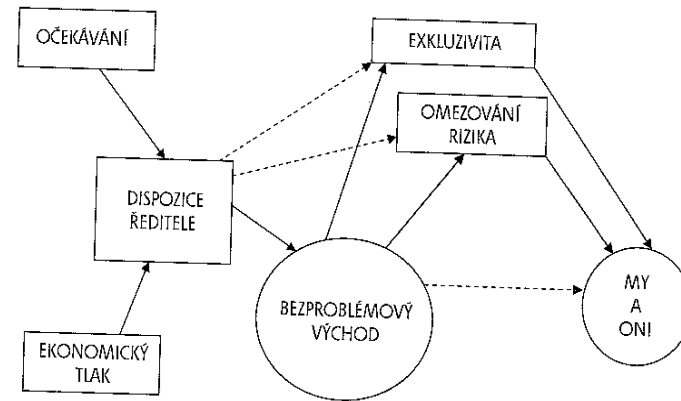 OČEKÁVÁNÍ
EXKLUZIVITA
OMEZOVÁNÍ
RIZIKA
DISPOZICE
ŘEDITELE
BEZPROBLÉMOVÝ
VÝCHOD
MY
A
ONI
EKONOMICKÝ
TLAK